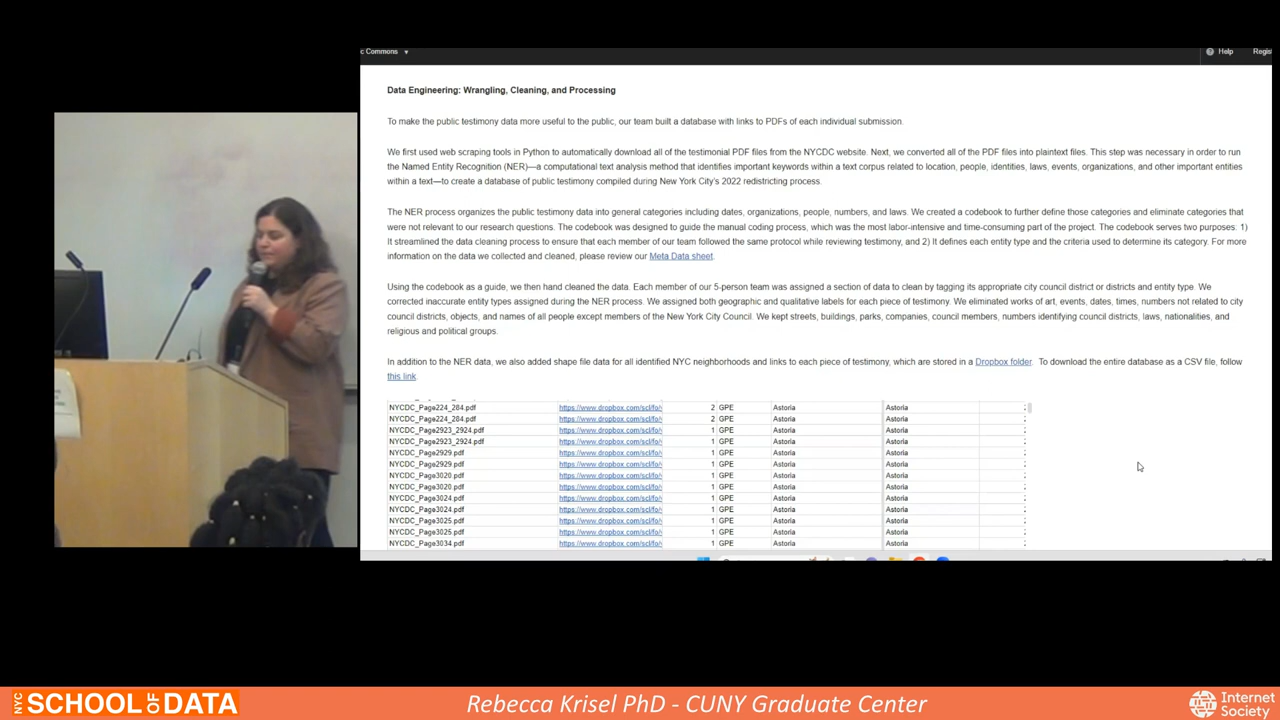 c Commons
Help
Regis
Data Engineering: Wrangling, Cleaning, and Processing
To make the public testimony data more useful to the public, our team built a database with links to PDFs of each individual submission.
We first used web scraping tools in Python to automatically download all of the testimonial PDF files from the NYCDC website. Next, we converted all of the PDF files into plaintext files. This step was necessary in order to run
the Named Entity Recognition (NER)—a computational text analysis method that identifies important keywords within a text corpus related to location, people, identities, laws, events, organizations, and other important entities
within a text—to create a database of public testimony compiled during New York City's 2022 redistricting process.
The NER process organizes the public testimony data into general categories including dates, organizations, people, numbers, and laws. We created a codebook to further define those categories and eliminate categories that
were not relevant to our research questions. The codebook was designed to guide the manual coding process, which was the most labor-intensive and time-consuming part of the project. The codebook serves two purposes: 1)
It streamlined the data cleaning process to ensure that each member of our team followed the same protocol while reviewing testimony, and 2) It defines each entity type and the criteria used to determine its category. For more
information on the data we collected and cleaned, please review our Meta Data sheet.
Using the codebook as a guide, we then hand cleaned the data. Each member of our 5-person team was assigned a section of data to clean by tagging its appropriate city council district or districts and entity type. We
corrected inaccurate entity types assigned during the NER process. We assigned both geographic and qualitative labels for each piece of testimony. We eliminated works of art, events, dates, times, numbers not related to city
council districts, objects, and names of all people except members of the New York City Council. We kept streets, buildings, parks, companies, council members, numbers identifying council districts, laws, nationalities, and
religious and political groups.
In addition to the NER data, we also added shape file data for all identified NYC neighborhoods and links to each piece of testimony, which are stored in a Dropbox folder. To download the entire database as a CSV file, follow
this link.
NYCDC_Page224_284.pdf https://www.dropbox.com/scl/fo/ 2 GPE Astoria Astoria
NYCDC_Page224_284.pdf https://www.dropbox.com/scl/fo/ 2 GPE Astoria Astoria
NYCDC_Page2923_2924.pdf https://www.dropbox.com/scl/fo/ 1 GPE Astoria Astoria
NYCDC_Page2923_2924.pdf https://www.dropbox.com/scl/fo/ 1 GPE Astoria Astoria
NYCDC_Page2929.pdf https://www.dropbox.com/scl/fo/ 1 GPE Astoria Astoria
NYCDC_Page2929.pdf https://www.dropbox.com/scl/fo/ 1 GPE Astoria Astoria
NYCDC_Page3020.pdf https://www.dropbox.com/scl/fo/ 1 GPE Astoria Astoria
NYCDC_Page3020.pdf https://www.dropbox.com/scl/fo/ 1 GPE Astoria Astoria
NYCDC_Page3024.pdf https://www.dropbox.com/scl/fo/ 1 GPE Astoria Astoria
NYCDC_Page3024.pdf https://www.dropbox.com/scl/fo/ 1 GPE Astoria Astoria
NYCDC_Page3025.pdf https://www.dropbox.com/scl/fo/ 1 GPE Astoria Astoria
NYCDC_Page3025.pdf https://www.dropbox.com/scl/fo/ 1 GPE Astoria Astoria
NYCDC_Page3034.pdf https://www.dropbox.com/scl/fo/ 1 GPE Astoria Astoria
NYC SCHOOL OF DATA
Rebecca Krisel PhD - CUNY Graduate Center
Internet
Society